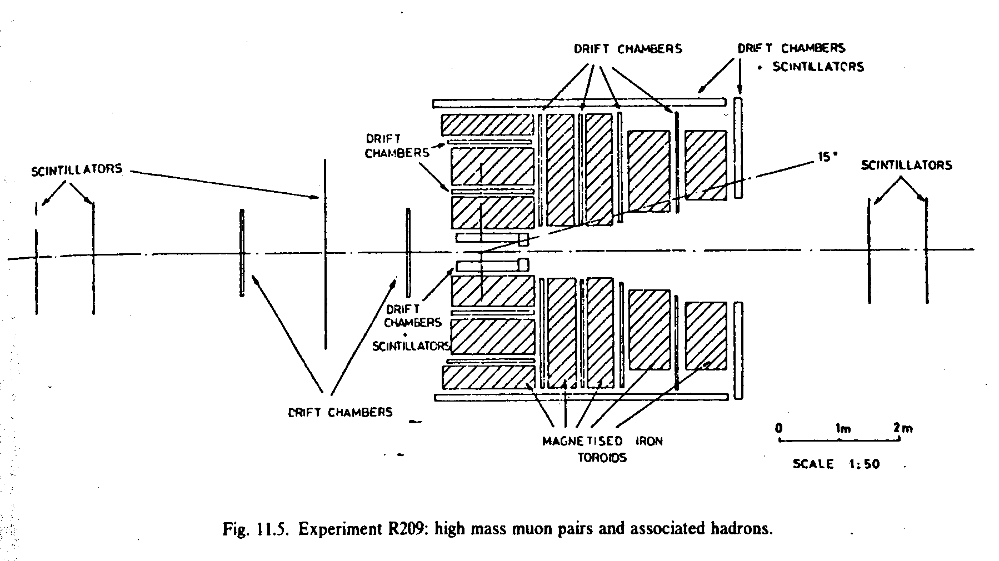 DRIFT CHAMBERS
DRIFT CHAMBERS
• SCINTILLATORS
DRIFT
CHAMBERS
15°
SCINTILLATORS
SCINTILLATORS
DRIFT
CHAMBERS
•
SCINTILLATORS
DRIFT CHAMBERS
MAGNETISED IRON
TOROIDS
0 1m 2m
SCALE 1:50
Fig. 11.5. Experiment R209: high mass muon pairs and associated hadrons.